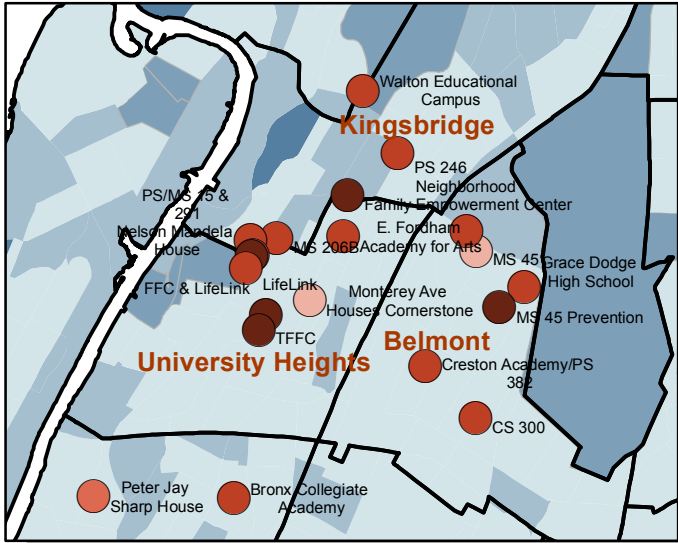 Walton Educational
Campus
Kingsbridge
PS 246
Neighborhood
Family Empowerment Center
PS/MS 15 &
291
Nelson Mandela
House
MS 206B
E. Fordham
Academy for Arts
MS 45
Grace Dodge
High School
FFC & LifeLink
LifeLink
Monterey Ave
Houses Cornerstone
MS 45 Prevention
TFFC
University Heights
Belmont
Creston Academy/PS
382
CS 300
Peter Jay
Sharp House
Bronx Collegiate
Academy